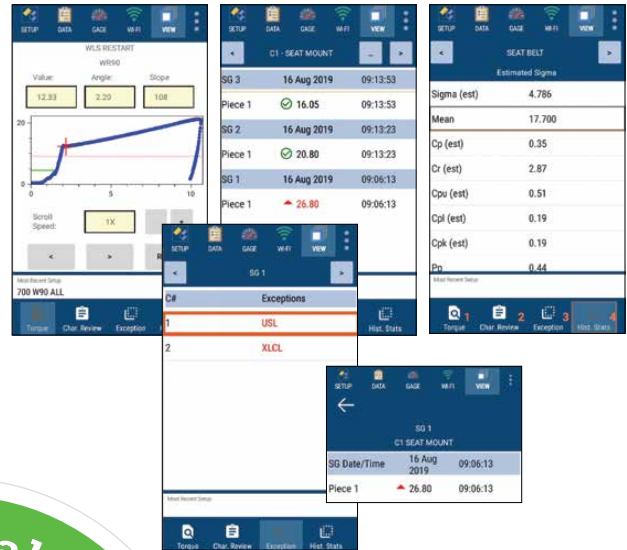 SETUP DATA GAGE WI-FI VIEW
WLS RESTART
WR90
Value: Angle: Slope
12.33 2.20 108
20
0
0 5 10
Scroll Speed:
1X
< >
Most Recent Setup
700 W90 ALL
Torque Char. Review Exception
SETUP DATA GAGE WI-FI VIEW
< C1 - SEAT MOUNT >
SG 3 16 Aug 2019 09:13:53
Piece 1 16.05 09:13:53
SG 2 16 Aug 2019 09:13:23
Piece 1 20.80 09:13:23
SG 1 16 Aug 2019 09:06:13
Piece 1 26.80 09:06:13
Hist. Stats
SETUP DATA GAGE WI-FI VIEW
< SEAT BELT >
Estimated Sigma
Sigma (est) 4.786
Mean 17.700
Cp (est) 0.35
Cr (est) 2.87
Cpu (est) 0.51
Cpl (est) 0.19
Cpk (est) 0.19
Pp 0.44
Most Recent Setup
1 2 3 4
Torque Char. Review Exception Hist. Stats
SETUP DATA GAGE WI-FI VIEW
< SG 1 >
C# Exceptions
1 USL
2 XLCL
Most Recent Setup
Torque Char. Review Exception Hist. Stats
SETUP DATA GAGE WI-FI VIEW
SG 1
C1 SEAT MOUNT
SG Date/Time 16 Aug 2019 09:06:13
Piece 1 26.80 09:06:13